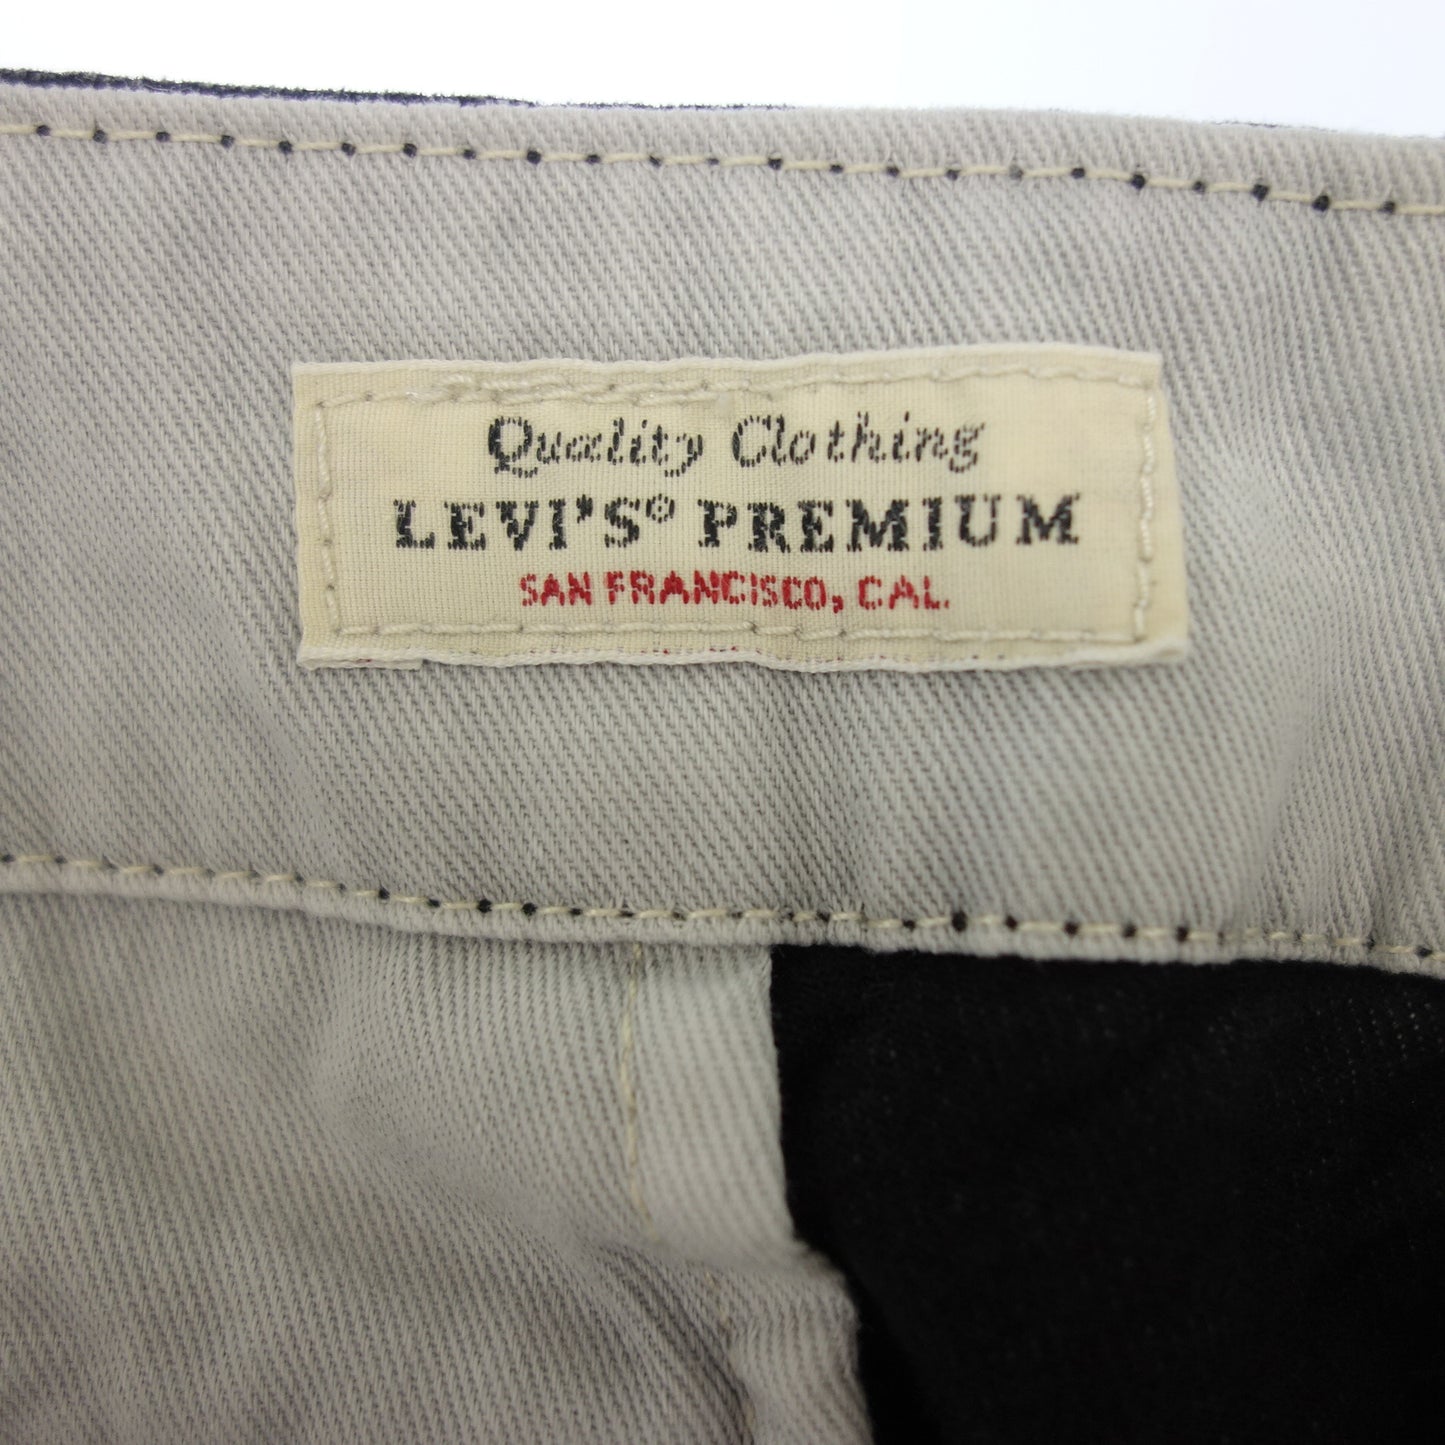 Quality Clothing
LEVI'S® PREMIUM
SAN FRANCISCO, CAL.